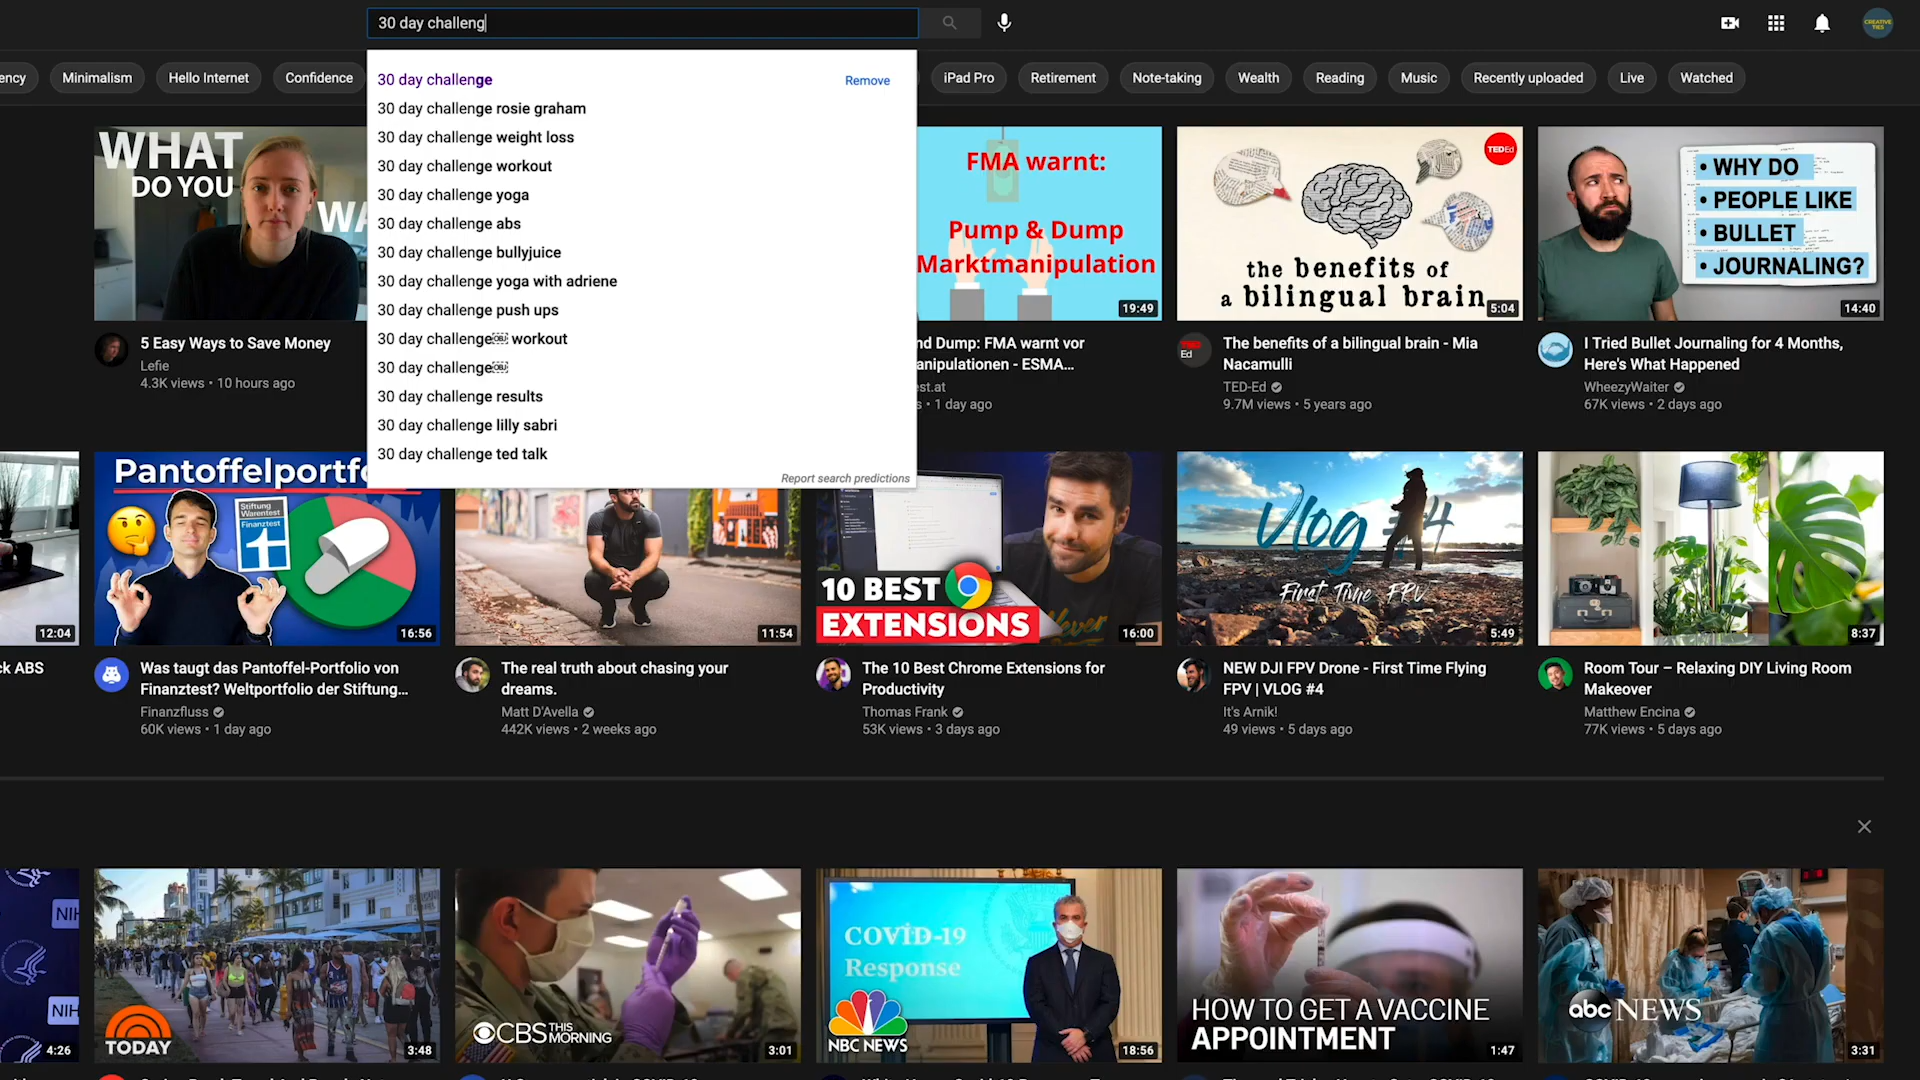 30 day challeng
CREATIVE
TIES
ency
Minimalism
Hello Internet
Confidence
iPad Pro
Retirement
Note-taking
Wealth
Reading
Music
Recently uploaded
Live
Watched
30 day challenge
Remove
30 day challenge rosie graham
30 day challenge weight loss
30 day challenge workout
30 day challenge yoga
30 day challenge abs
30 day challenge bullyjuice
30 day challenge yoga with adriene
30 day challenge push ups
30 day challenge￼ workout
30 day challenge￼
30 day challenge results
30 day challenge lilly sabri
30 day challenge ted talk
Report search predictions
WHAT
DO YOU
WA
5 Easy Ways to Save Money
Lefie
4.3K views • 10 hours ago
FMA warnt:
Pump & Dump
Marktmanipulation
19:49
nd Dump: FMA warnt vor
anipulationen - ESMA...
est.at
s • 1 day ago
TEDEd
the benefits of
a bilingual brain
5:04
Ed
The benefits of a bilingual brain - Mia
Nacamulli
TED-Ed
9.7M views • 5 years ago
• WHY DO
• PEOPLE LIKE
• BULLET
• JOURNALING?
14:40
I Tried Bullet Journaling for 4 Months,
Here's What Happened
WheezyWaiter
67K views • 2 days ago
12:04
ck ABS
Pantoffelportfo
Stiftung
Warentest
Finanztest
16:56
Was taugt das Pantoffel-Portfolio von
Finanztest? Weltportfolio der Stiftung...
Finanzfluss
60K views • 1 day ago
11:54
The real truth about chasing your
dreams.
Matt D'Avella
442K views • 2 weeks ago
10 BEST
EXTENSIONS
never
16:00
The 10 Best Chrome Extensions for
Productivity
Thomas Frank
53K views • 3 days ago
Vlog #4
First Time FPV
5:49
NEW DJI FPV Drone - First Time Flying
FPV | VLOG #4
It's Arnik!
49 views • 5 days ago
8:37
Room Tour – Relaxing DIY Living Room
Makeover
Matthew Encina
77K views • 5 days ago
NIH
NIH
4:26
TODAY
3:48
CBS THIS
MORNING
3:01
COVID-19
Response
NBC NEWS
18:56
HOW TO GET A VACCINE
APPOINTMENT
1:47
abc NEWS
3:31